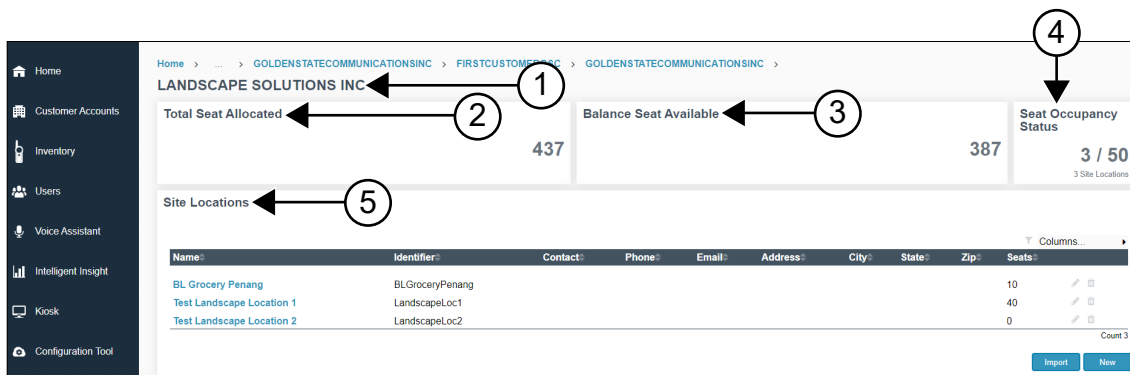 4
Home
Customer Accounts
Inventory
Users
Voice Assistant
Intelligent Insight
Kiosk
Configuration Tool
Home > ... > GOLDENSTATECOMMUNICATIONSINC > FIRSTCUSTOMERGSC > GOLDENSTATECOMMUNICATIONSINC >
LANDSCAPE SOLUTIONS INC 1
Total Seat Allocated 2
437
Balance Seat Available 3
387
Seat Occupancy
Status
3 / 50
3 Site Locations
Site Locations 5
Columns...
Name Identifier Contact Phone Email Address City State Zip Seats
BL Grocery Penang BLGroceryPenang 10
Test Landscape Location 1 LandscapeLoc1 40
Test Landscape Location 2 LandscapeLoc2 0
Count 3
Import New